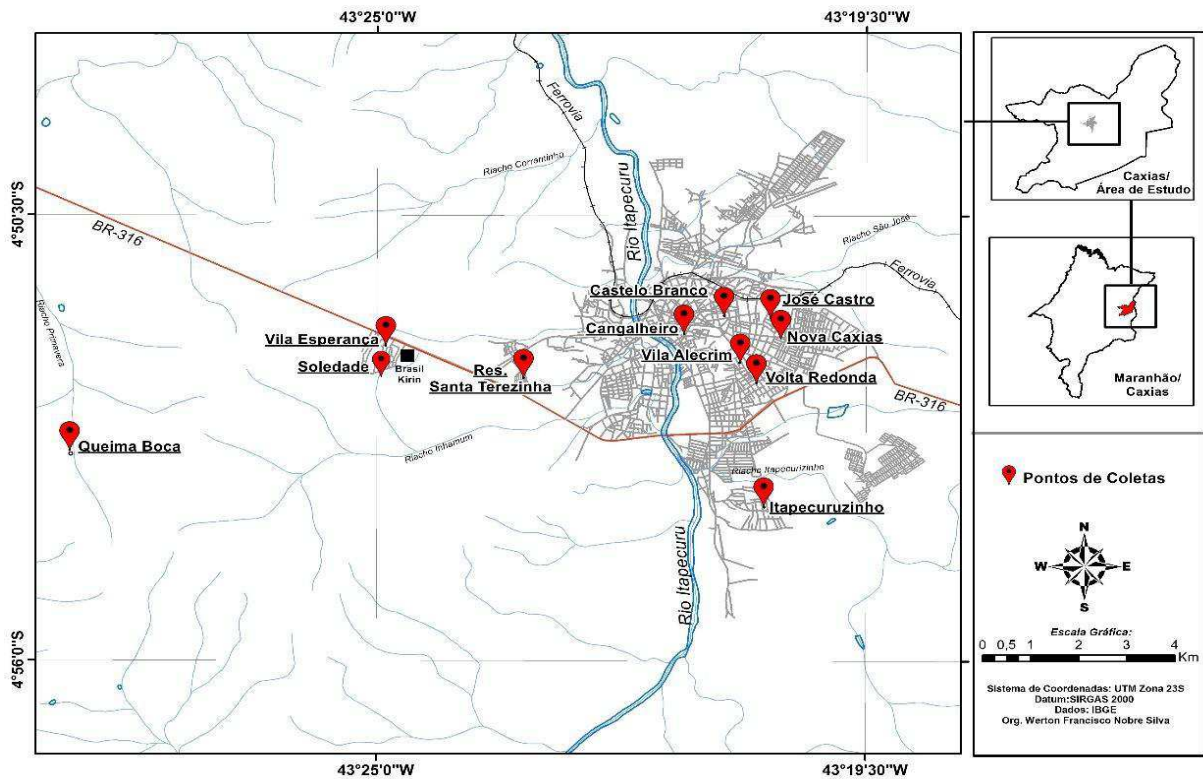 43°25'0"W
43°19'30"W
4°50'30"S
4°56'0"S
Ferrovia
Riacho Correntinho
Rio Itapecuru
BR-316
Riacho São José
Ferrovia
Castelo Branco
José Castro
Cangalheiro
Nova Caxias
Vila Alecrim
Volta Redonda
Riacho Primavera
Vila Esperança
Soledade
Brasil
Kirin
Res.
Santa Terezinha
BR-316
Queima Boca
Riacho Inhamum
Riacho Itapecurizinho
Itapecuruzinho
Rio Itapecuru
43°25'0"W
43°19'30"W
Caxias/
Área de Estudo
Maranhão/
Caxias
Pontos de Coletas
N
W
E
S
Escala Gráfica:
0 0,5 1 2 3 4
Km
Sistema de Coordenadas: UTM Zona 23S
Datum:SIRGAS 2000
Dados: IBGE
Org. Werton Francisco Nobre Silva